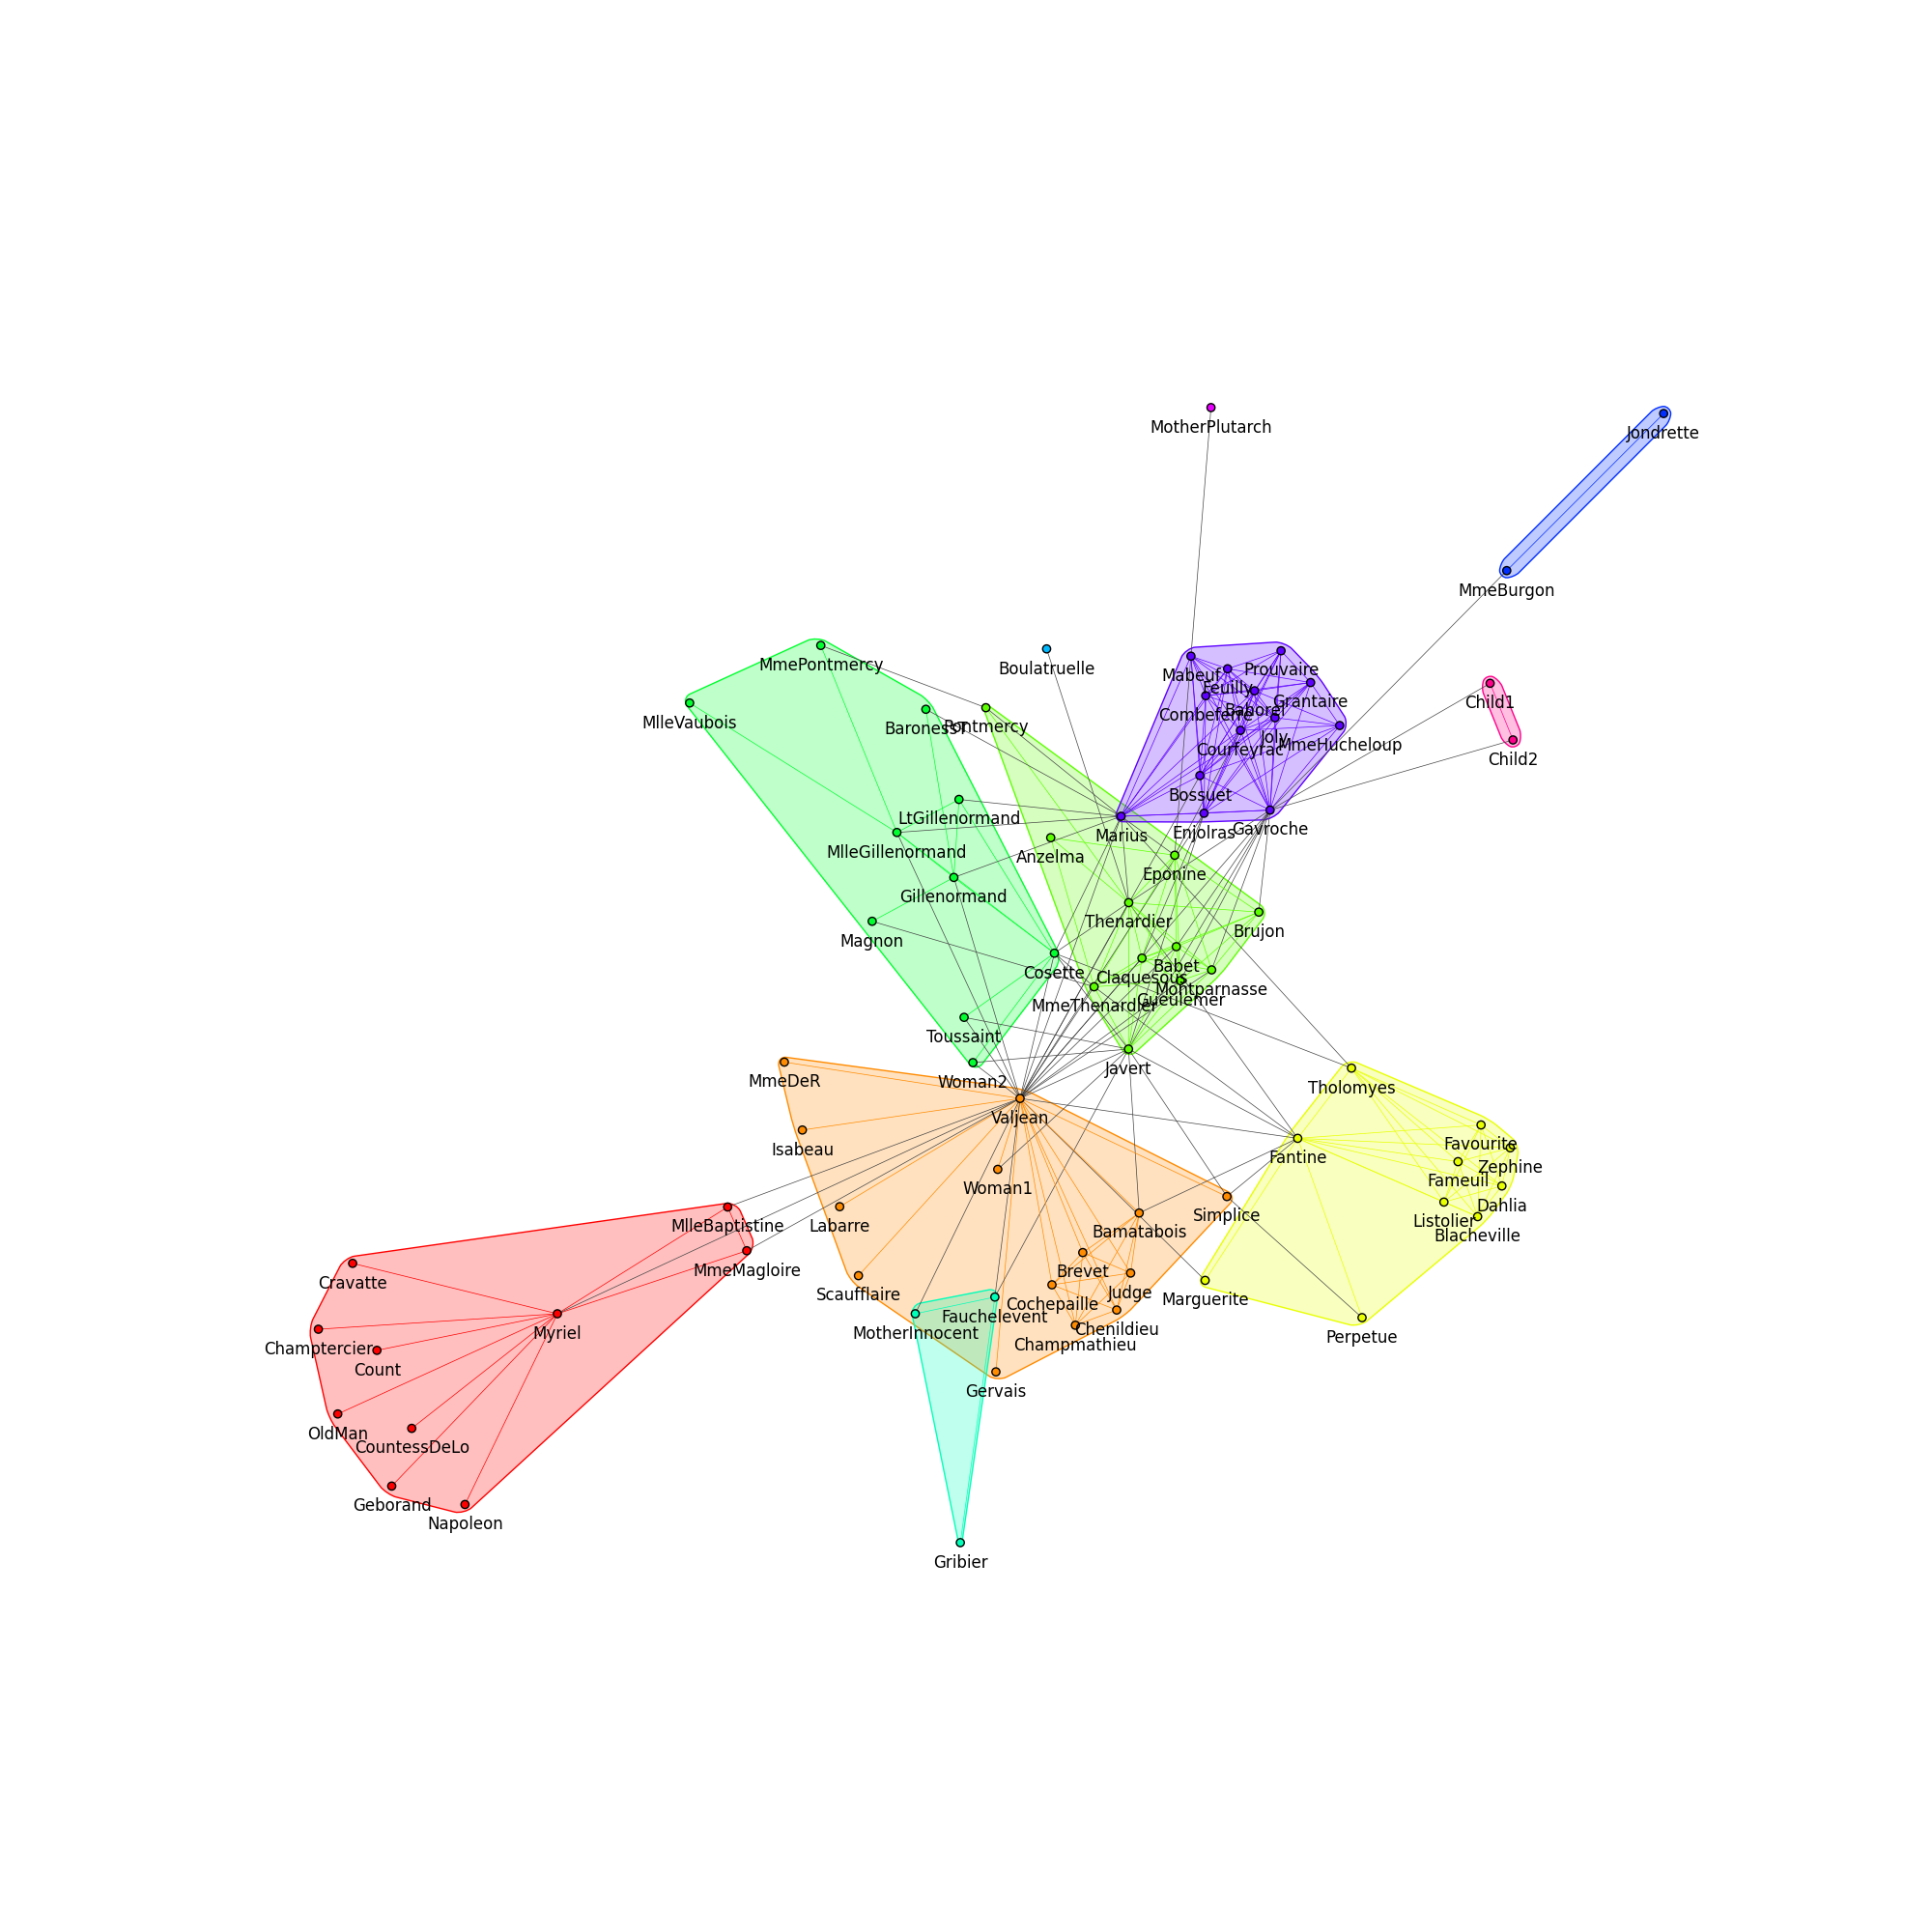 MotherPlutarch
Jondrette
MmeBurgon
MmePontmercy
Boulatruelle
Mabeuf
Prouvaire
Feuilly
Grantaire
Child1
MlleVaubois
BaronessT
Pontmercy
Combeferre
Bahorel
Joly
MmeHucheloup
Courfeyrac
Child2
Bossuet
LtGillenormand
Marius
Enjolras
Gavroche
MlleGillenormand
Anzelma
Eponine
Gillenormand
Thenardier
Brujon
Magnon
Cosette
Babet
Claquesous
Montparnasse
Gueulemer
MmeThenardier
Toussaint
Javert
Woman2
MmeDeR
Tholomyes
Valjean
Isabeau
Fantine
Favourite
Zephine
Fameuil
Woman1
Dahlia
Simplice
Listolier
MlleBaptistine
Labarre
Bamatabois
Blacheville
MmeMagloire
Brevet
Cravatte
Scaufflaire
Judge
Marguerite
Cochepaille
Fauchelevent
Chenildieu
Myriel
MotherInnocent
Perpetue
Champtercier
Champmathieu
Count
Gervais
OldMan
CountessDeLo
Geborand
Napoleon
Gribier